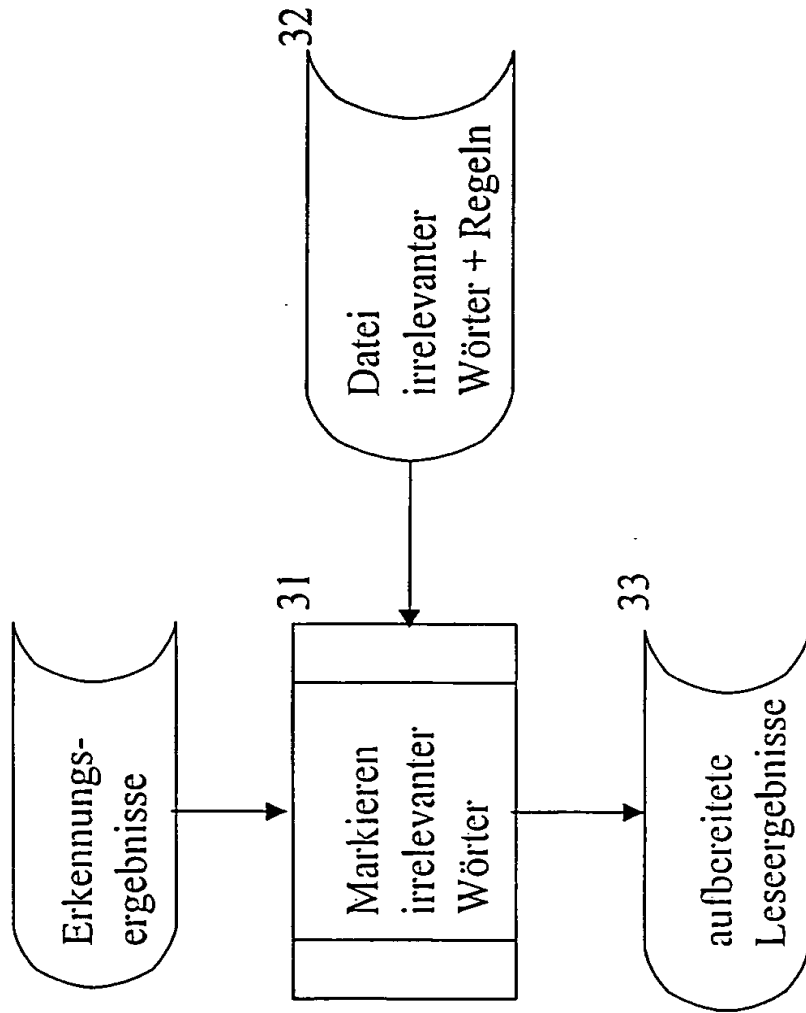 Erkennungs-
ergebnisse
31
Markieren
irrelevanter
Wörter
32
Datei
irrelevanter
Wörter + Regeln
33
aufbereitete
Leseergebnisse